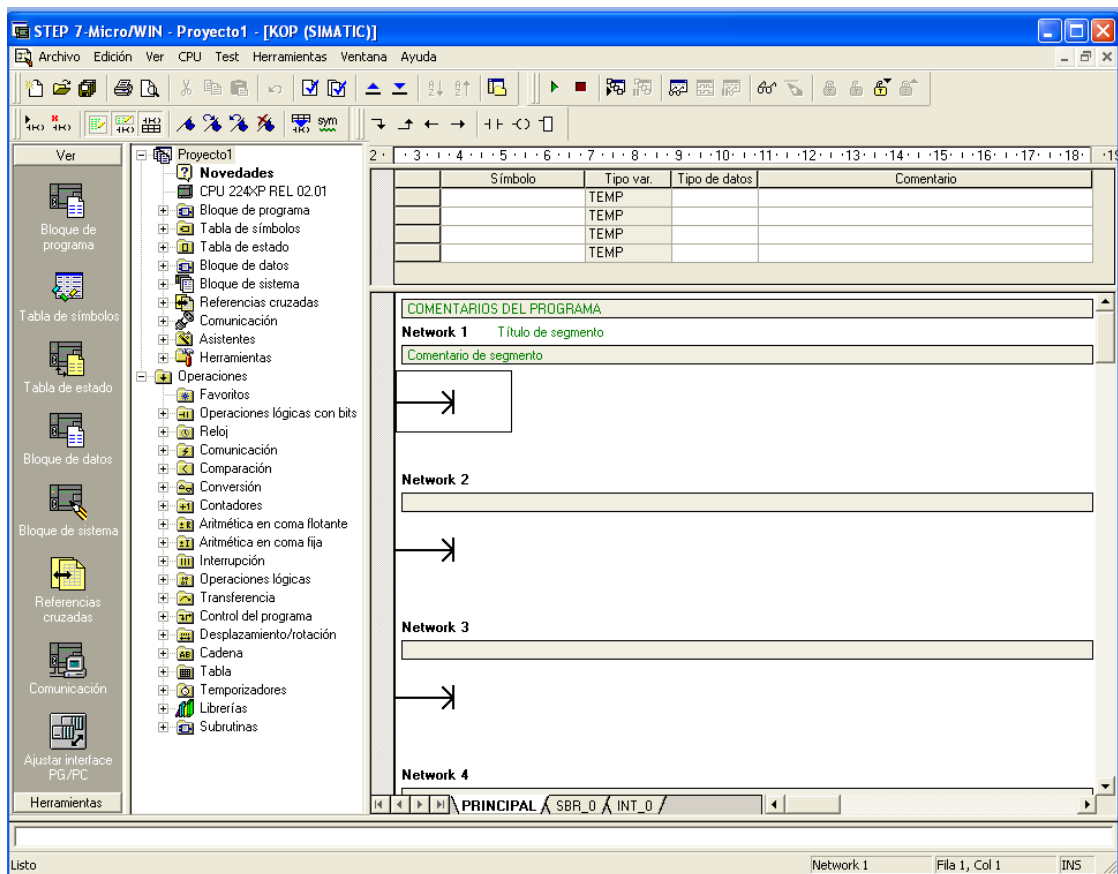 STEP 7-Micro/WIN - Proyecto1 - [KOP (SIMATIC)]
Archivo Edición Ver CPU Test Herramientas Ventana Ayuda
sym
Ver
Bloque de programa
Tabla de símbolos
Tabla de estado
Bloque de datos
Bloque de sistema
Referencias cruzadas
Comunicación
Ajustar interface PG/PC
Herramientas
Proyecto1
Novedades
CPU 224XP REL 02.01
Bloque de programa
Tabla de símbolos
Tabla de estado
Bloque de datos
Bloque de sistema
Referencias cruzadas
Comunicación
Asistentes
Herramientas
Operaciones
Favoritos
Operaciones lógicas con bits
Reloj
Comunicación
Comparación
Conversión
Contadores
Aritmética en coma flotante
Aritmética en coma fija
Interrupción
Operaciones lógicas
Transferencia
Control del programa
Desplazamiento/rotación
Cadena
Tabla
Temporizadores
Librerías
Subrutinas
2 3 4 5 6 7 8 9 10 11 12 13 14 15 16 17 18
Símbolo Tipo var. Tipo de datos Comentario
TEMP
TEMP
TEMP
TEMP
COMENTARIOS DEL PROGRAMA
Network 1 Título de segmento
Comentario de segmento
Network 2
Network 3
Network 4
PRINCIPAL SBR_0 INT_0
Listo Network 1 Fila 1, Col 1 INS